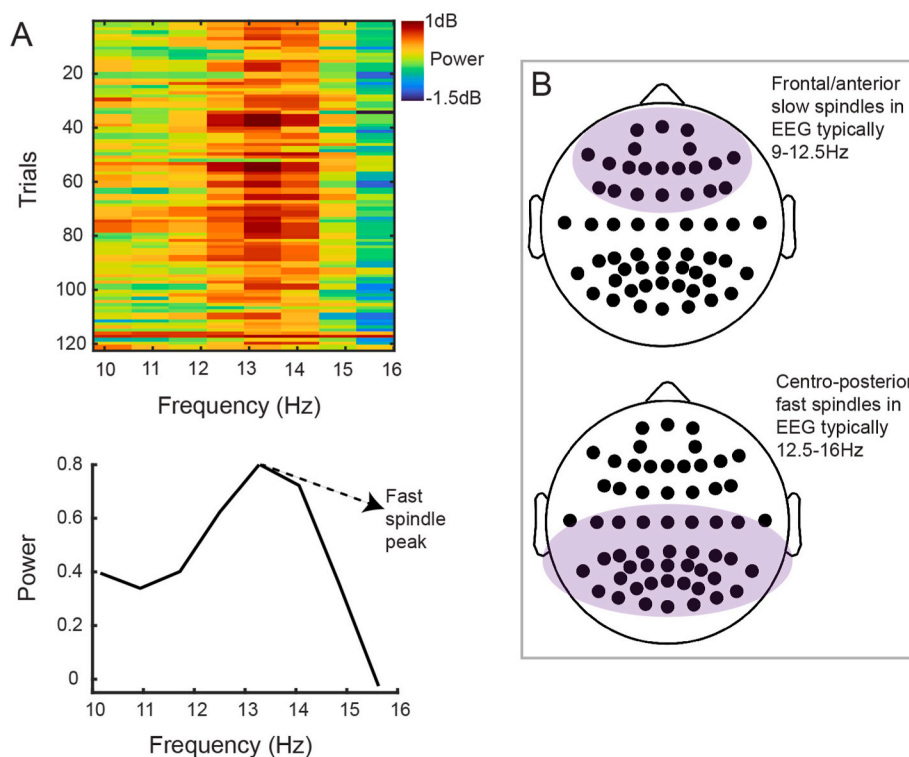 A
1dB
Power
-1.5dB
20
40
60
80
100
120
Trials
10 11 12 13 14 15 16
Frequency (Hz)
0.8
0.6
0.4
0.2
0
Power
Fast
spindle
peak
10 11 12 13 14 15 16
Frequency (Hz)
B
Frontal/anterior
slow spindles in
EEG typically
9-12.5Hz
Centro-posterior
fast spindles in
EEG typically
12.5-16Hz